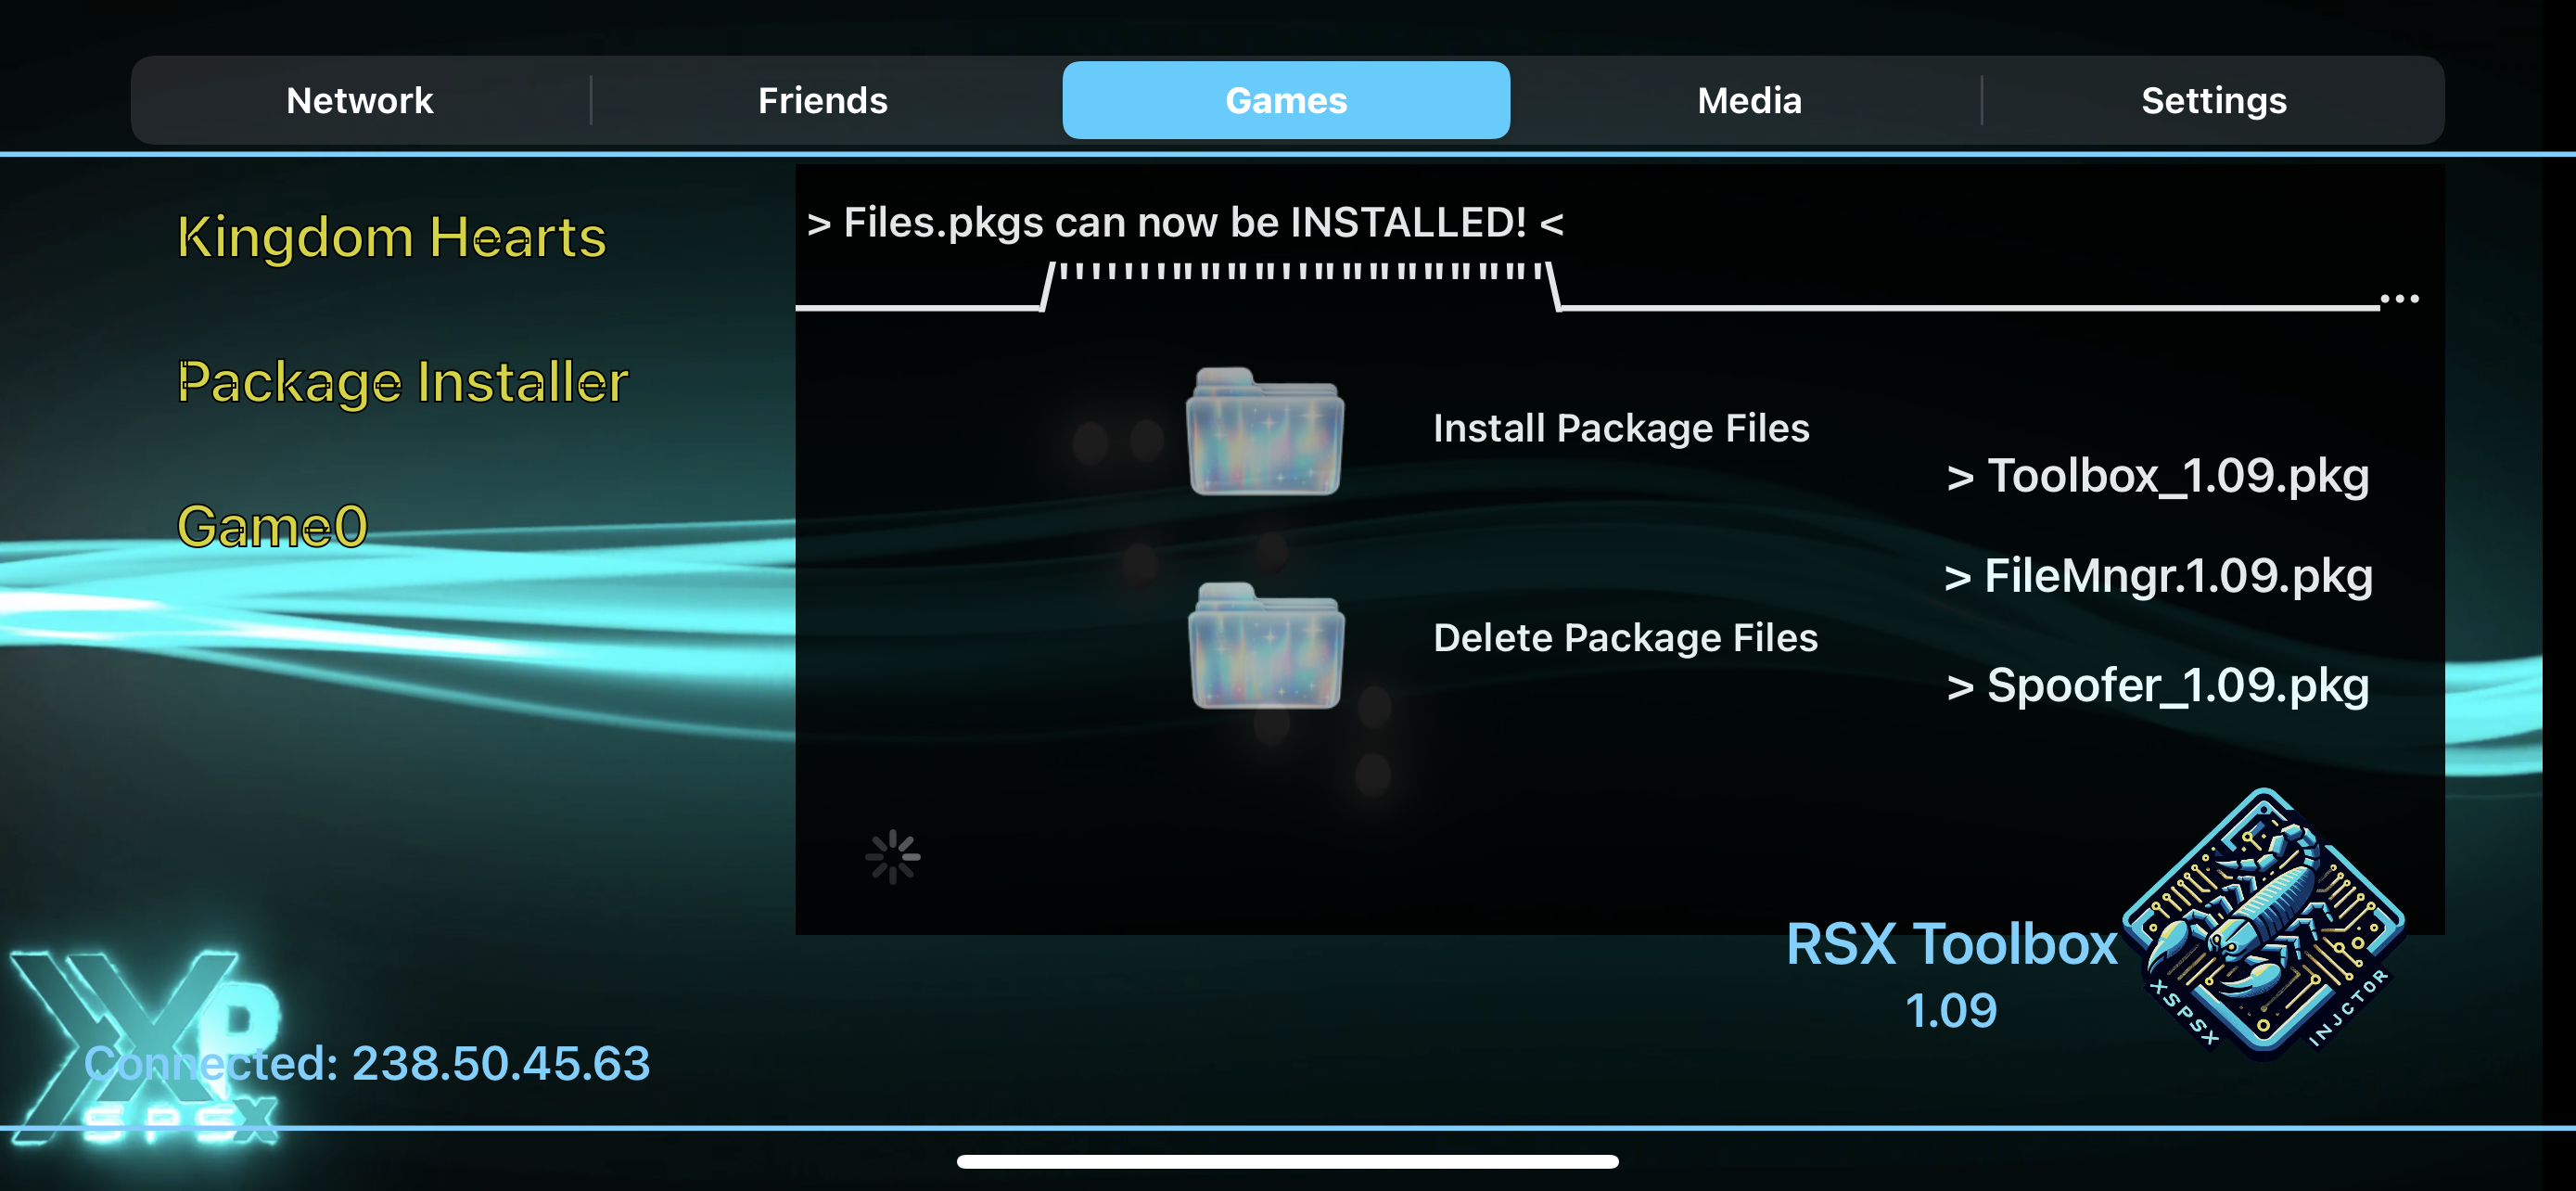 Network
Friends
Games
Media
Settings
Kingdom Hearts
Package Installer
Game0
> Files.pkgs can now be INSTALLED! <
...
Install Package Files
> Toolbox_1.09.pkg
> FileMngr.1.09.pkg
Delete Package Files
> Spoofer_1.09.pkg
RSX Toolbox
1.09
XSPSX
INJCTOR
XP
SPSX
Connected: 238.50.45.63